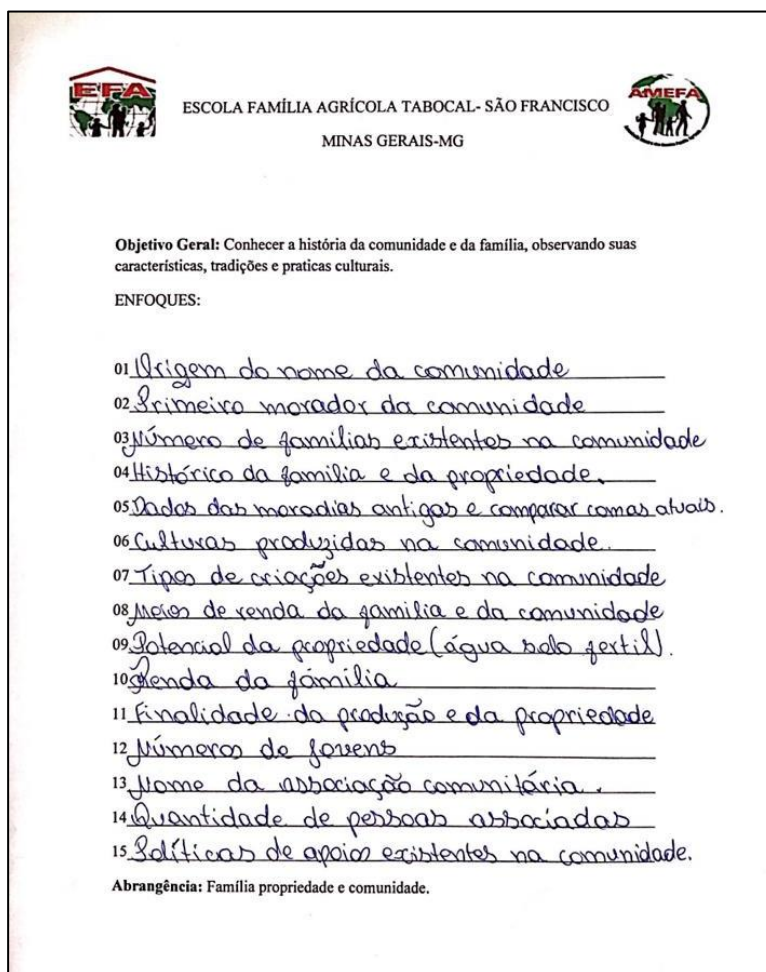 EFA
AMEFA
ESCOLA FAMÍLIA AGRÍCOLA TABOCAL- SÃO FRANCISCO
MINAS GERAIS-MG
Objetivo Geral: Conhecer a história da comunidade e da família, observando suas
características, tradições e praticas culturais.
ENFOQUES:
01 Origem do nome da comunidade
02 Primeiro morador da comunidade
03 Número de famílias existentes na comunidade
04 Histórico da família e da propriedade.
05 Dados das moradias antigas e comparar comas atuais.
06 Culturas produzidas na comunidade.
07 Tipos de criações existentes na comunidade
08 Meios de renda da família e da comunidade
09 Potencial da propriedade (água solo fertil).
10 Renda da família
11 Finalidade da produção e da propriedade
12 Números de jovens
13 Nome da associação comunitária.
14 Quantidade de pessoas associadas
15 Políticas de apoios existentes na comunidade.
Abrangência: Família propriedade e comunidade.